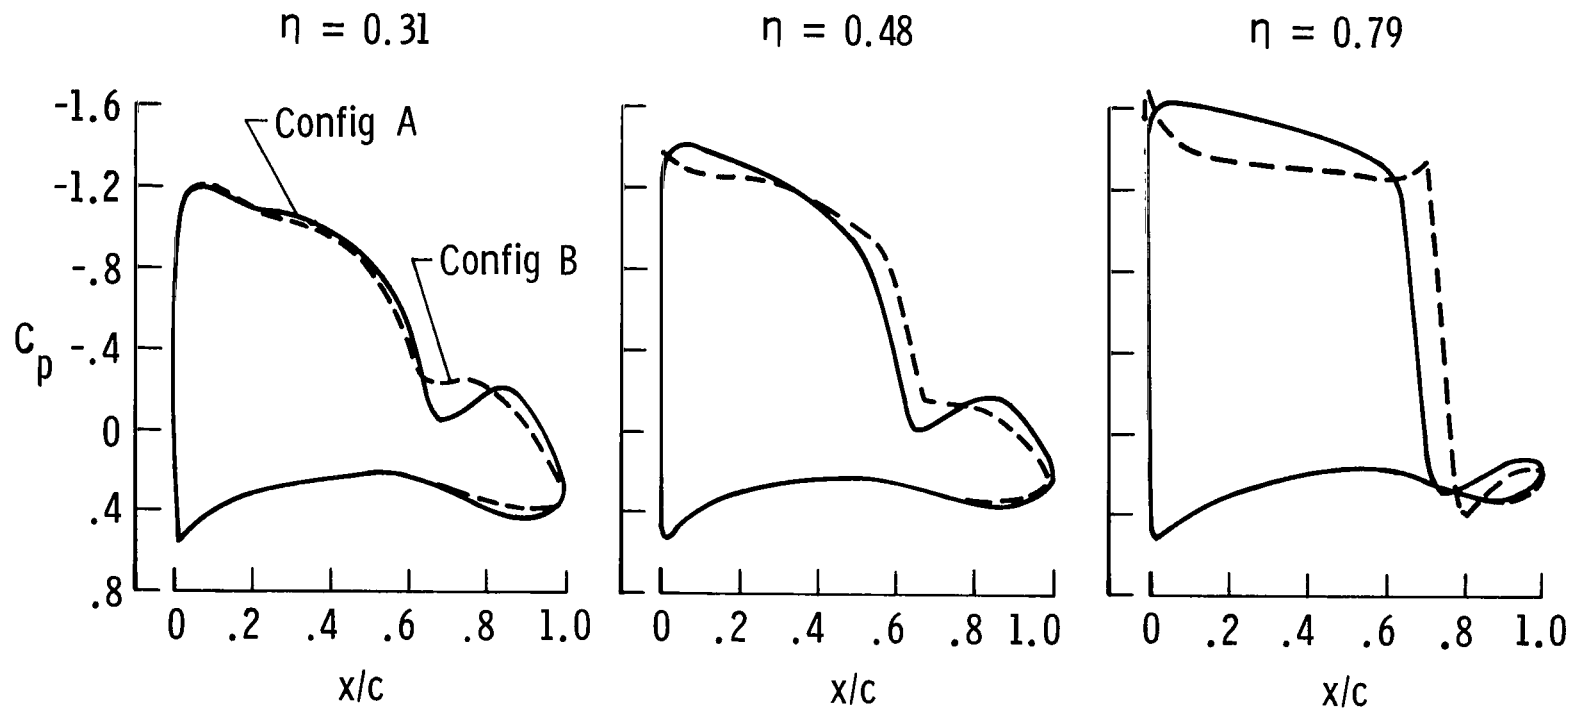 η = 0.31
η = 0.48
η = 0.79
-1.6
-1.2
-.8
-.4
0
.4
.8
C_p
Config A
Config B
0 .2 .4 .6 .8 1.0
0 .2 .4 .6 .8 1.0
0 .2 .4 .6 .8 1.0
x/c
x/c
x/c